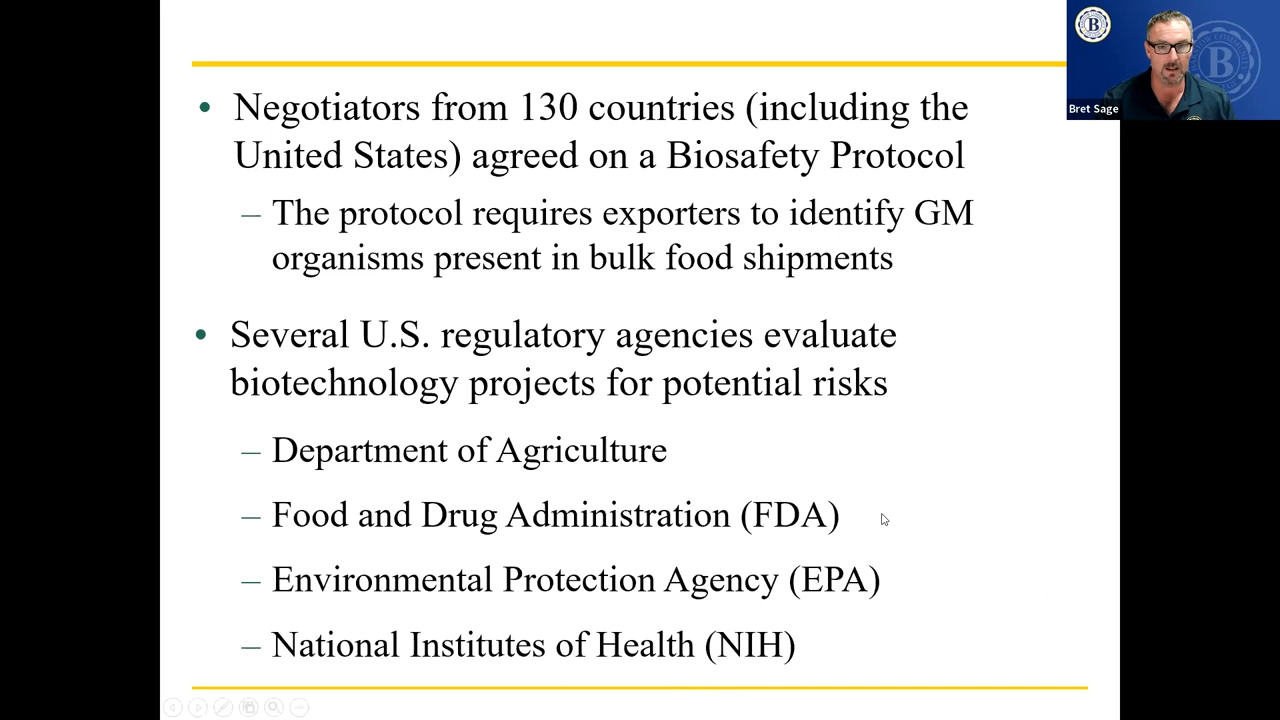 • Negotiators from 130 countries (including the
United States) agreed on a Biosafety Protocol
– The protocol requires exporters to identify GM
organisms present in bulk food shipments
• Several U.S. regulatory agencies evaluate
biotechnology projects for potential risks
– Department of Agriculture
– Food and Drug Administration (FDA)
– Environmental Protection Agency (EPA)
– National Institutes of Health (NIH)
B
B
Bret Sage